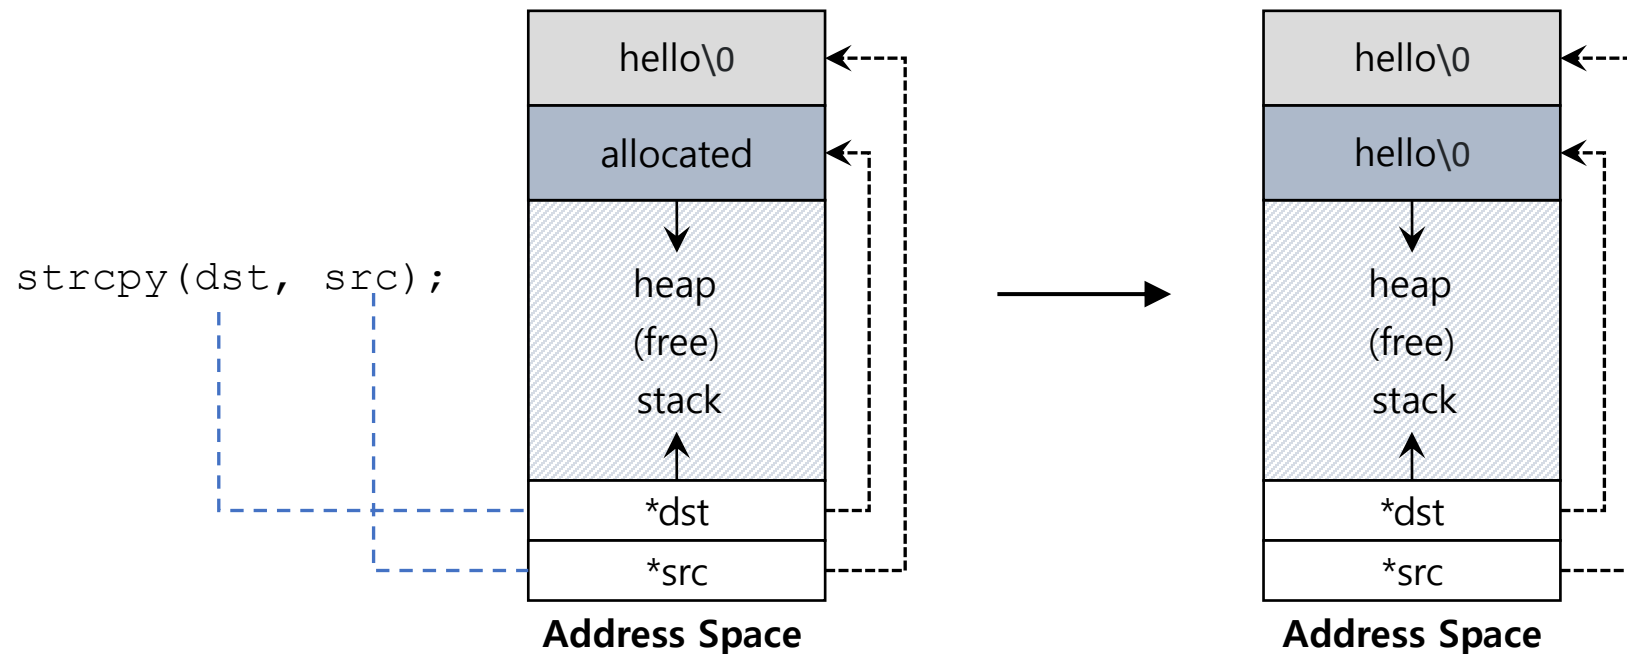 strcpy(dst, src);
hello\0
allocated
heap
(free)
stack
*dst
*src
Address Space
hello\0
hello\0
heap
(free)
stack
*dst
*src
Address Space